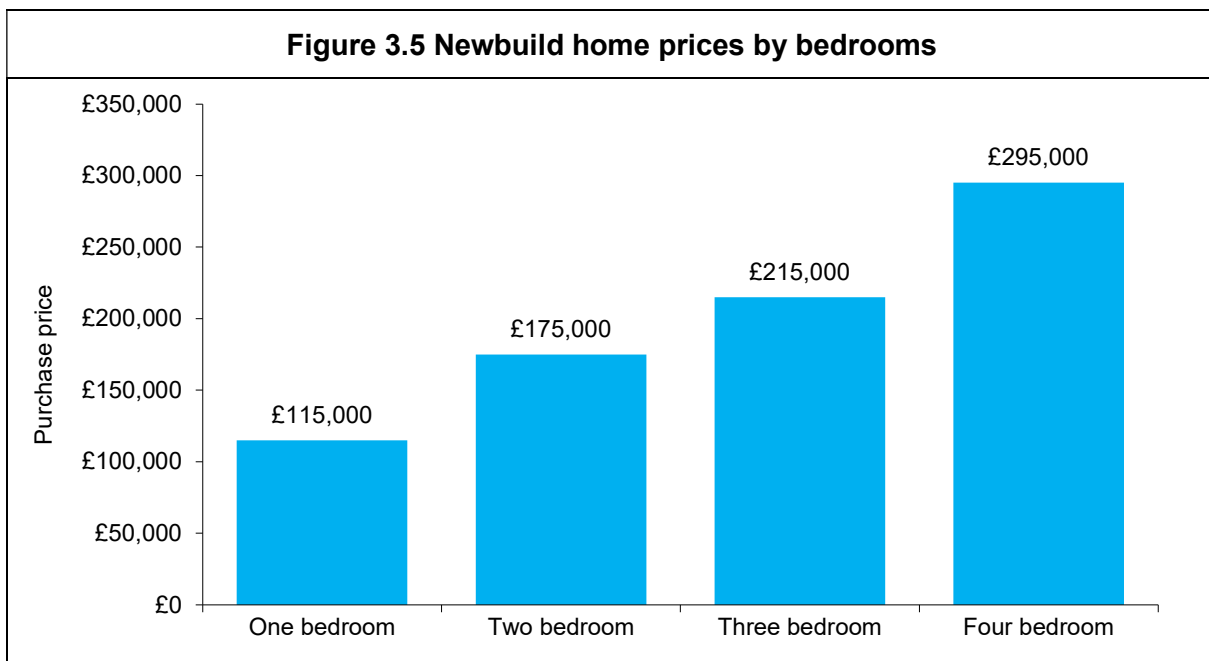 Figure 3.5 Newbuild home prices by bedrooms
£350,000
£300,000
£250,000
£200,000
£150,000
£100,000
£50,000
£0
Purchase price
£115,000
£175,000
£215,000
£295,000
One bedroom
Two bedroom
Three bedroom
Four bedroom